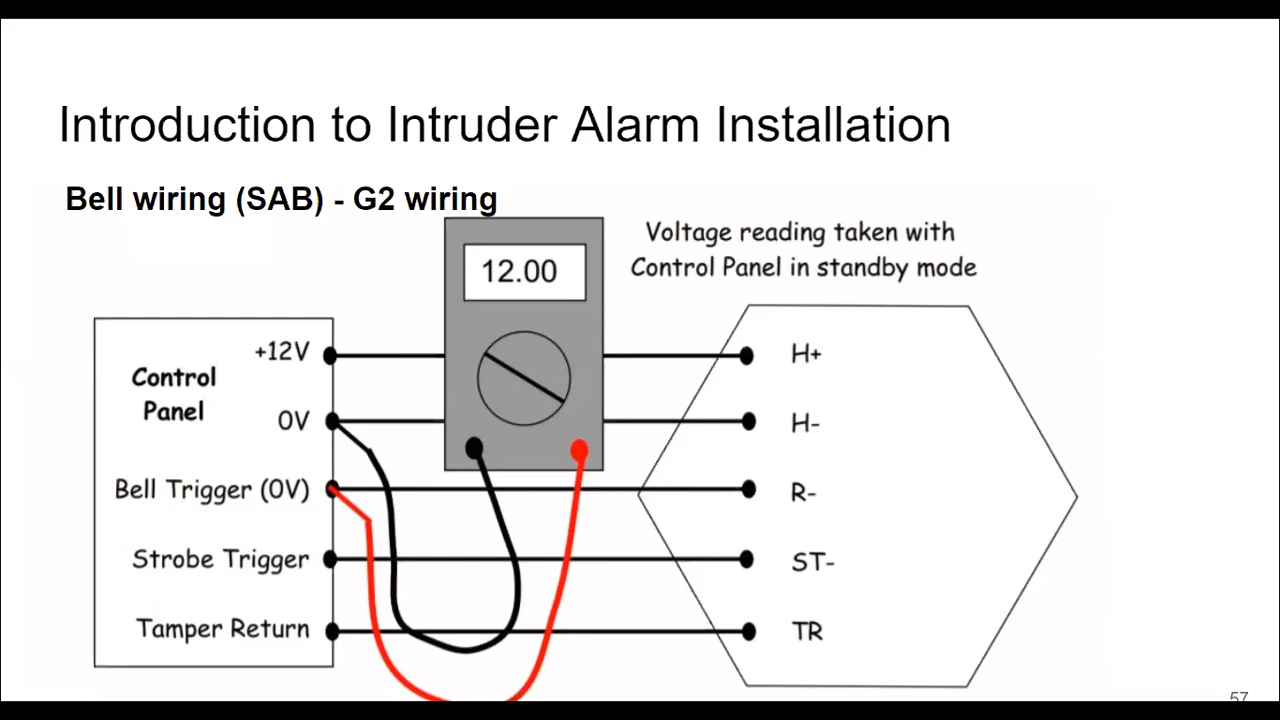 Introduction to Intruder Alarm Installation
Bell wiring (SAB) - G2 wiring
Voltage reading taken with
Control Panel in standby mode
12.00
Control
Panel
+12V
0V
Bell Trigger (0V)
Strobe Trigger
Tamper Return
H+
H-
R-
ST-
TR
57